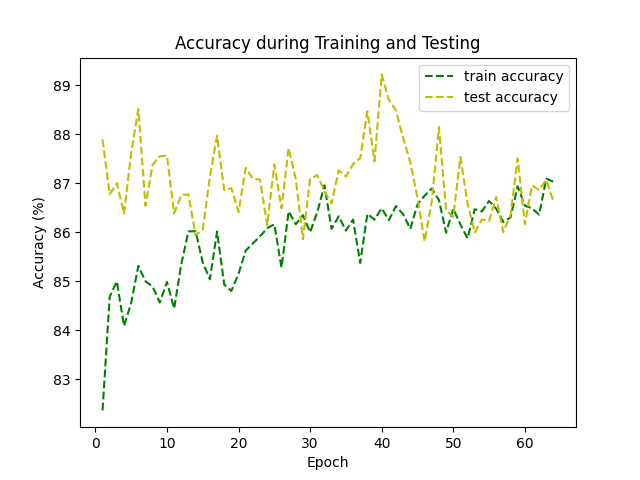 Accuracy during Training and Testing
train accuracy
test accuracy
89
88
87
86
85
84
83
Accuracy (%)
0 10 20 30 40 50 60
Epoch